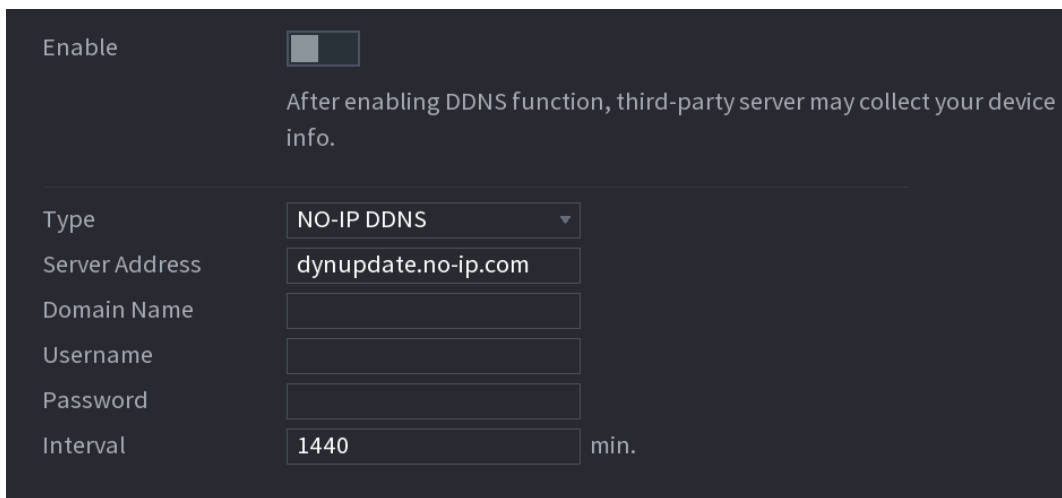 Enable
After enabling DDNS function, third-party server may collect your device
info.
Type NO-IP DDNS
Server Address dynupdate.no-ip.com
Domain Name
Username
Password
Interval 1440 min.